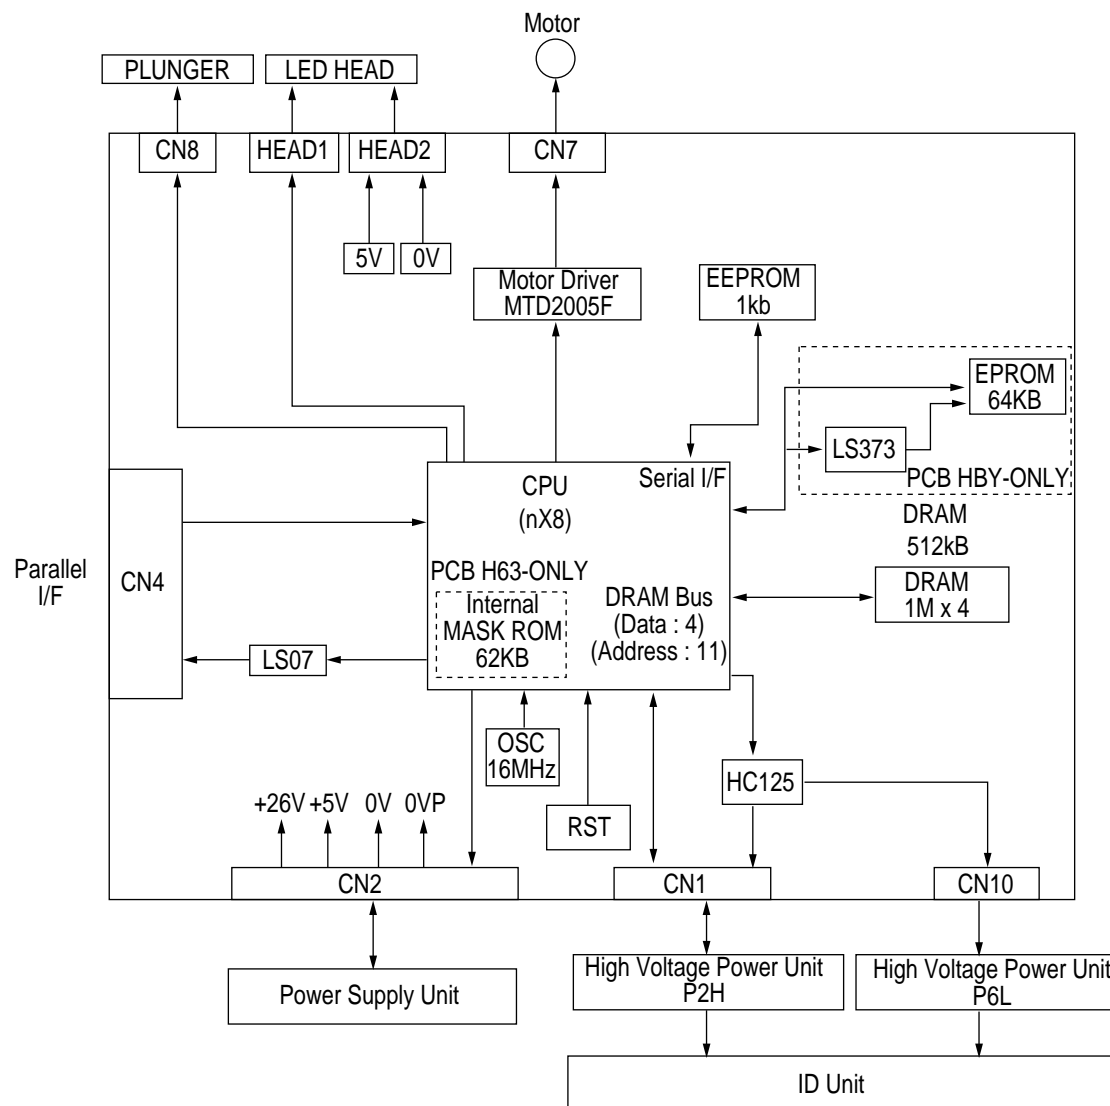 Motor
PLUNGER
LED HEAD
CN8
HEAD1
HEAD2
CN7
5V
0V
Motor Driver
MTD2005F
EEPROM
1kb
EPROM
64KB
LS373
PCB HBY-ONLY
CPU
(nX8)
Serial I/F
DRAM
512kB
Parallel
I/F
CN4
PCB H63-ONLY
Internal
MASK ROM
62KB
DRAM Bus
(Data : 4)
(Address : 11)
DRAM
1M x 4
LS07
OSC
16MHz
HC125
+26V
+5V
0V
0VP
RST
CN2
CN1
CN10
Power Supply Unit
High Voltage Power Unit
P2H
High Voltage Power Unit
P6L
ID Unit